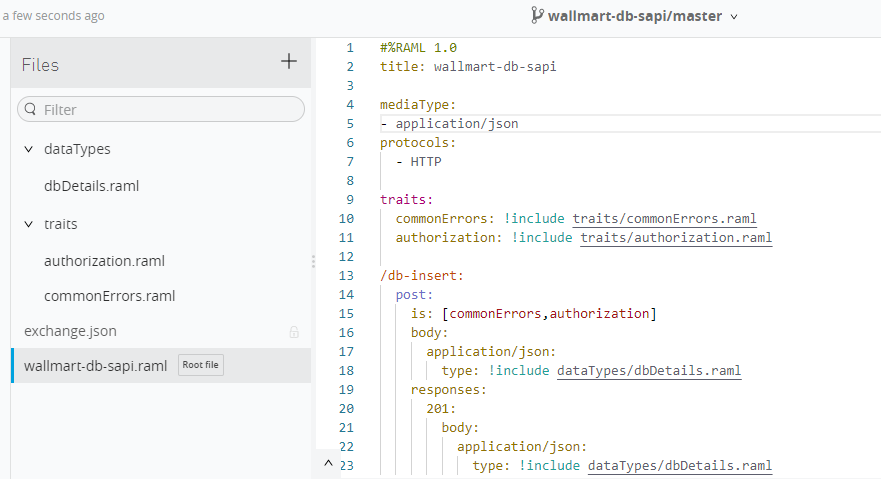 a few seconds ago
wallmart-db-sapi/master
Files
Filter
dataTypes
dbDetails.raml
traits
authorization.raml
commonErrors.raml
exchange.json
wallmart-db-sapi.raml Root file
1 #%RAML 1.0
2 title: wallmart-db-sapi
3
4 mediaType:
5 - application/json
6 protocols:
7   - HTTP
8
9 traits:
10   commonErrors: !include traits/commonErrors.raml
11   authorization: !include traits/authorization.raml
12
13 /db-insert:
14   post:
15     is: [commonErrors,authorization]
16     body:
17       application/json:
18         type: !include dataTypes/dbDetails.raml
19     responses:
20       201:
21         body:
22           application/json:
23             type: !include dataTypes/dbDetails.raml